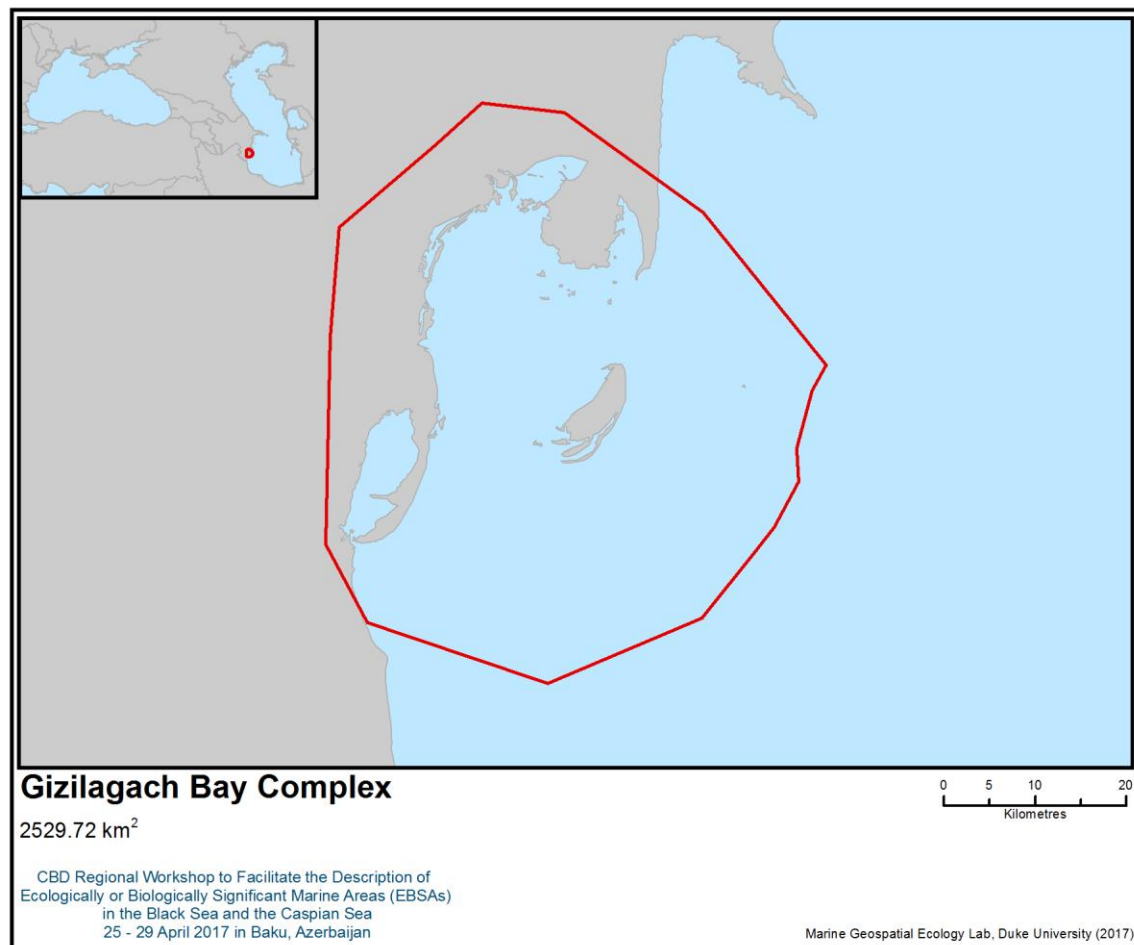 Gizilagach Bay Complex
2529.72 km²
0 5 10 20
Kilometres
CBD Regional Workshop to Facilitate the Description of
Ecologically or Biologically Significant Marine Areas (EBSAs)
in the Black Sea and the Caspian Sea
25 - 29 April 2017 in Baku, Azerbaijan
Marine Geospatial Ecology Lab, Duke University (2017)